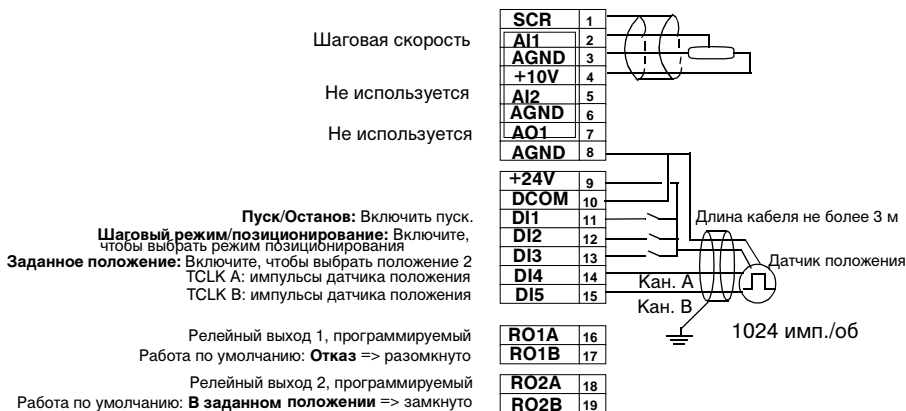 SCR 1
Шаговая скорость AI1 2
AGND 3
+10V 4
Не используется AI2 5
AGND 6
Не используется AO1 7
AGND 8
+24V 9
DCOM 10
Пуск/Останов: Включить пуск. DI1 11 Длина кабеля не более 3 м
Шаговый режим/позиционирование: Включите, DI2 12
чтобы выбрать режим позиционирования
Заданное положение: Включите, чтобы выбрать положение 2 DI3 13 Датчик положения
TCLK A: импульсы датчика положения DI4 14 Кан. A
TCLK B: импульсы датчика положения DI5 15 Кан. B
1024 имп./об
Релейный выход 1, программируемый RO1A 16
Работа по умолчанию: Отказ => разомкнуто RO1B 17
Релейный выход 2, программируемый RO2A 18
Работа по умолчанию: В заданном положении => замкнуто RO2B 19